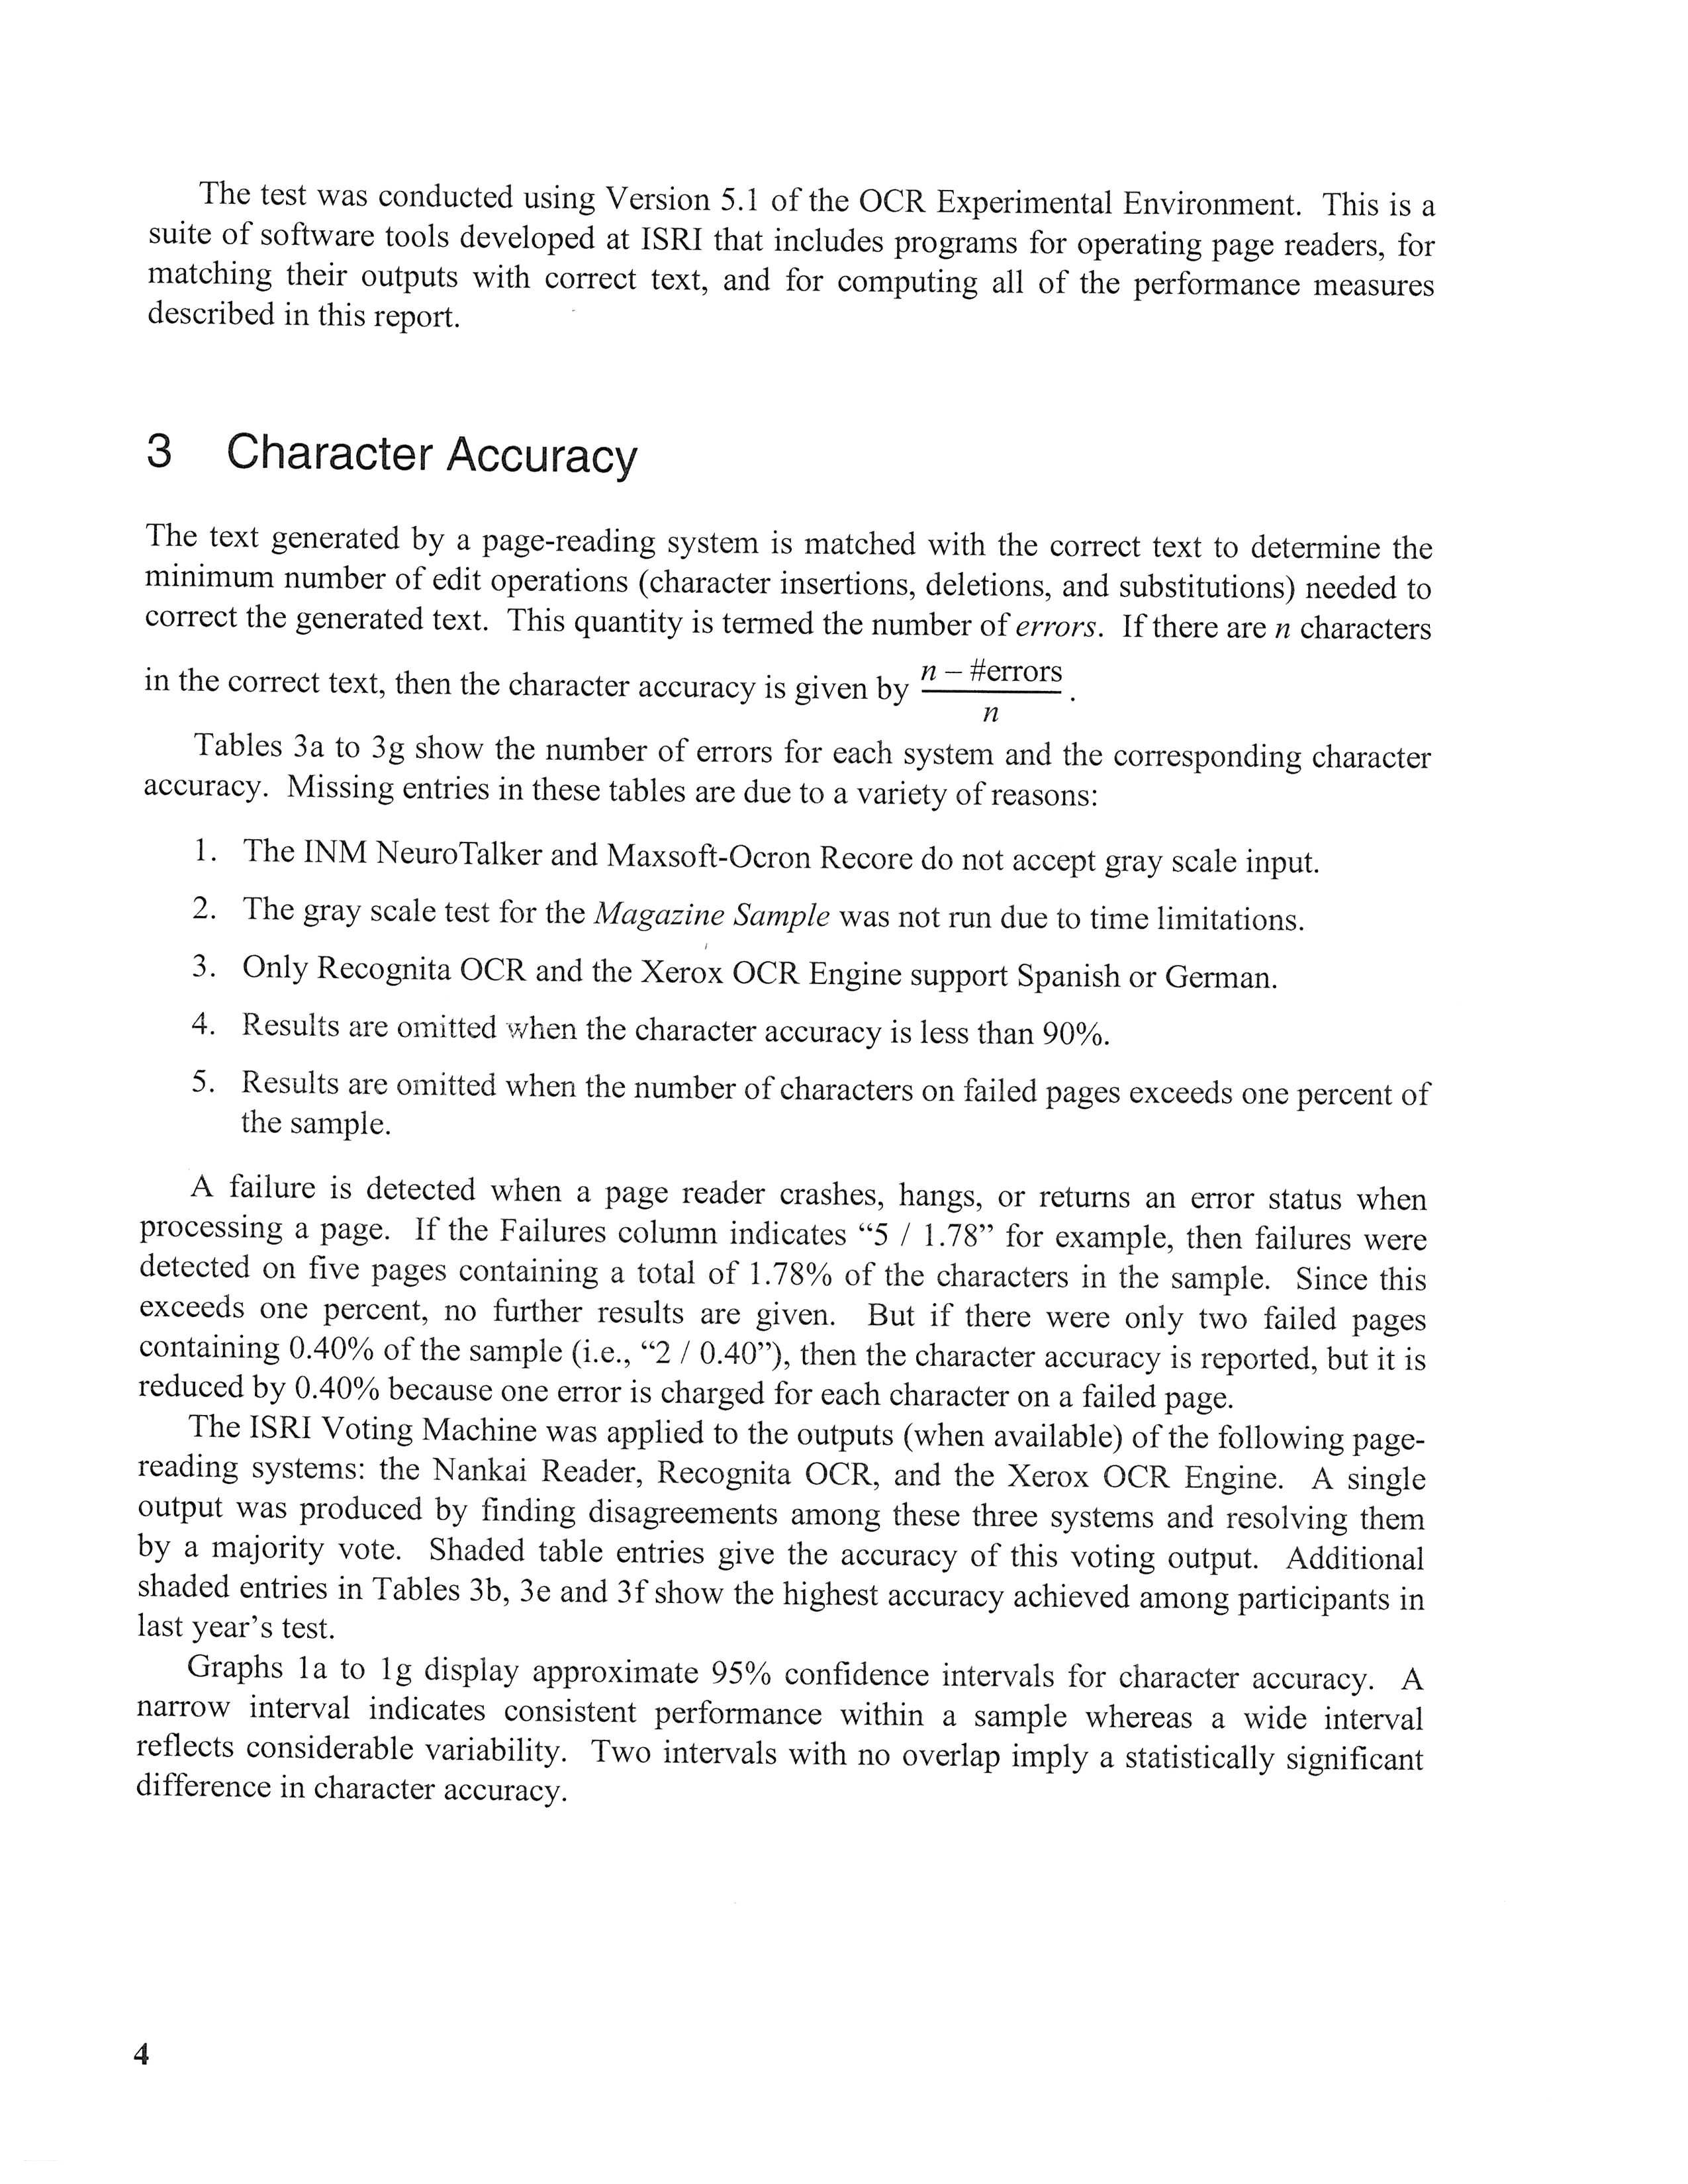 The test was conducted using Version 5.1 of the OCR Experimental Environment. This is a
suite of software tools developed at ISRI that includes programs for operating page readers, for
matching their outputs with correct text, and for computing all of the performance measures
described in this report.
3 Character Accuracy
The text generated by a page-reading system is matched with the correct text to determine the
minimum number of edit operations (character insertions, deletions, and substitutions) needed to
correct the generated text. This quantity is termed the number of errors. If there are n characters
in the correct text, then the character accuracy is given by n – #errors
n .
Tables 3a to 3g show the number of errors for each system and the corresponding character
accuracy. Missing entries in these tables are due to a variety of reasons:
1. The INM NeuroTalker and Maxsoft-Ocron Recore do not accept gray scale input.
2. The gray scale test for the Magazine Sample was not run due to time limitations.
3. Only Recognita OCR and the Xerox OCR Engine support Spanish or German.
4. Results are omitted when the character accuracy is less than 90%.
5. Results are omitted when the number of characters on failed pages exceeds one percent of
the sample.
A failure is detected when a page reader crashes, hangs, or returns an error status when
processing a page. If the Failures column indicates “5 / 1.78” for example, then failures were
detected on five pages containing a total of 1.78% of the characters in the sample. Since this
exceeds one percent, no further results are given. But if there were only two failed pages
containing 0.40% of the sample (i.e., “2 / 0.40”), then the character accuracy is reported, but it is
reduced by 0.40% because one error is charged for each character on a failed page.
The ISRI Voting Machine was applied to the outputs (when available) of the following page-
reading systems: the Nankai Reader, Recognita OCR, and the Xerox OCR Engine. A single
output was produced by finding disagreements among these three systems and resolving them
by a majority vote. Shaded table entries give the accuracy of this voting output. Additional
shaded entries in Tables 3b, 3e and 3f show the highest accuracy achieved among participants in
last year’s test.
Graphs 1a to 1g display approximate 95% confidence intervals for character accuracy. A
narrow interval indicates consistent performance within a sample whereas a wide interval
reflects considerable variability. Two intervals with no overlap imply a statistically significant
difference in character accuracy.
4